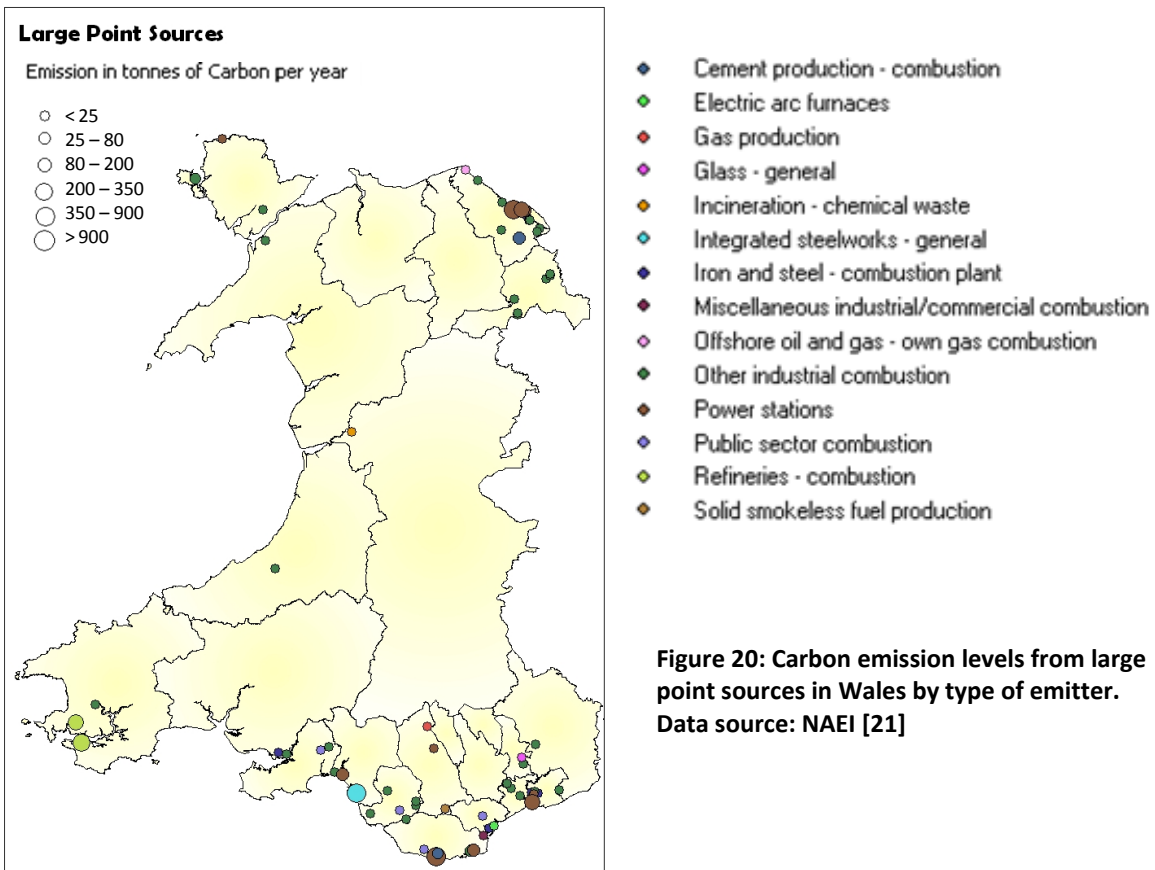 Large Point Sources
Emission in tonnes of Carbon per year
< 25
25 – 80
80 – 200
200 – 350
350 – 900
> 900
Cement production - combustion
Electric arc furnaces
Gas production
Glass - general
Incineration - chemical waste
Integrated steelworks - general
Iron and steel - combustion plant
Miscellaneous industrial/commercial combustion
Offshore oil and gas - own gas combustion
Other industrial combustion
Power stations
Public sector combustion
Refineries - combustion
Solid smokeless fuel production
Figure 20: Carbon emission levels from large
point sources in Wales by type of emitter.
Data source: NAEI [21]